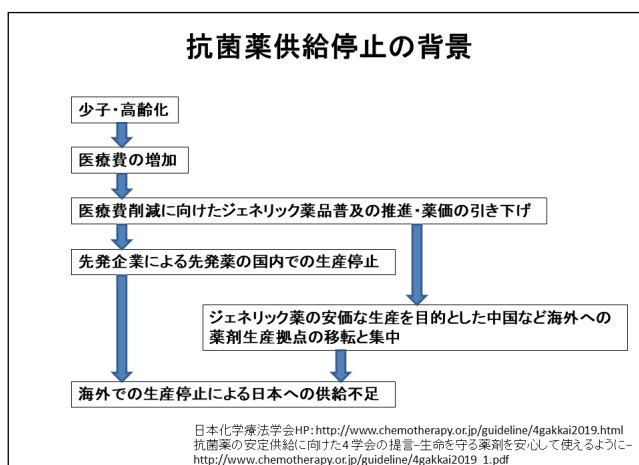 抗菌薬供給停止の背景
少子・高齢化
医療費の増加
医療費削減に向けたジェネリック薬品普及の推進・薬価の引き下げ
先発企業による先発薬の国内での生産停止
ジェネリック薬の安価な生産を目的とした中国など海外への
薬剤生産拠点の移転と集中
海外での生産停止による日本への供給不足
日本化学療法学会HP: http://www.chemotherapy.or.jp/guideline/4gakkai2019.html
抗菌薬の安定供給に向けた4学会の提言-生命を守る薬剤を安心して使えるように-
http://www.chemotherapy.or.jp/guideline/4gakkai2019_1.pdf